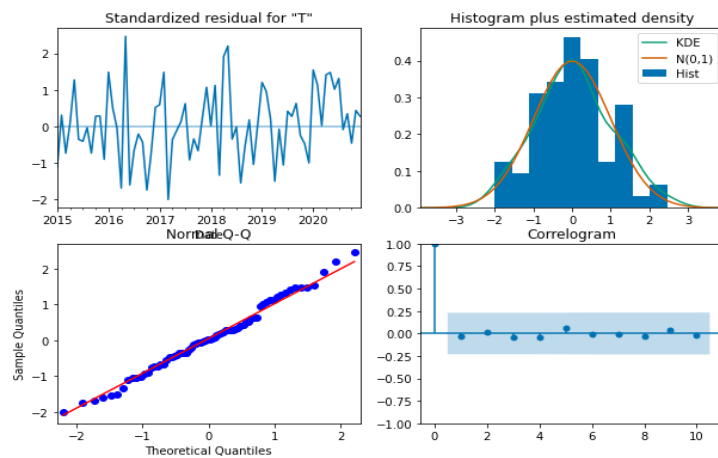 Standardized residual for "T"
2
1
0
-1
-2
2015 2016 2017 2018 2019 2020
Histogram plus estimated density
KDE
N(0,1)
Hist
0.4
0.3
0.2
0.1
0.0
−3 −1 0 1 3
Date
Normal Q-Q
Sample Quantiles
2
1
0
−1
−2
−2 −1 0 1 2
Theoretical Quantiles
Correlogram
1.00
0.75
0.50
0.25
0.00
−0.25
−0.50
−0.75
−1.00
0 2 4 6 8 10